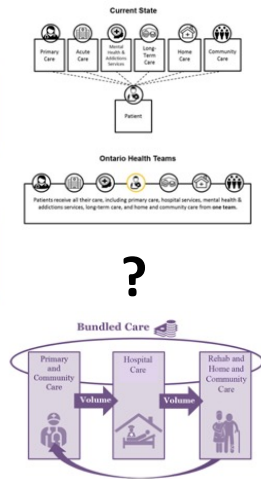 Current State
Primary
Care
Acute
Care
Mental
Health &
Addictions
Services
Long-
Term
Care
Home
Care
Community
Care
Patient
Ontario Health Teams
Patients receive all their care, including primary care, hospital services, mental health &
addictions services, long-term care, and home and community care from one team.
?
Bundled Care
Primary
and
Community
Care
Volume
Hospital
Care
Volume
Rehab and
Home and
Community
Care